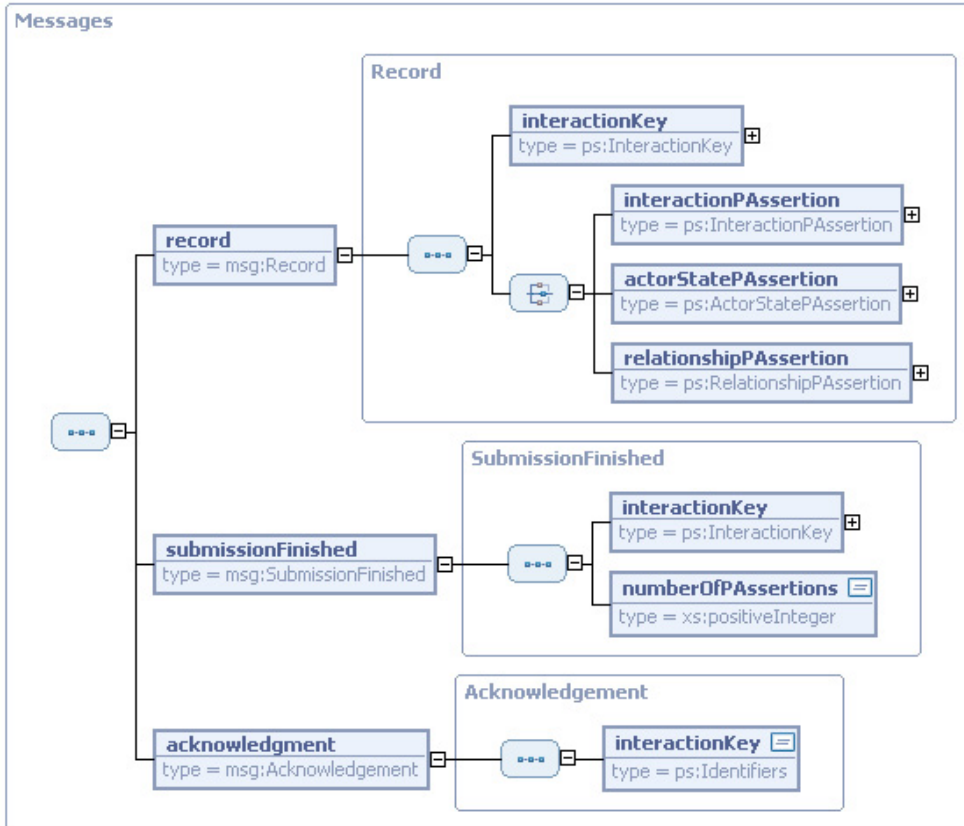 Messages
Record
interactionKey
type = ps:InteractionKey
interactionPAssertion
type = ps:InteractionPAssertion
record
type = msg:Record
actorStatePAssertion
type = ps:ActorStatePAssertion
relationshipPAssertion
type = ps:RelationshipPAssertion
SubmissionFinished
interactionKey
type = ps:InteractionKey
submissionFinished
type = msg:SubmissionFinished
numberOfPAssertions
type = xs:positiveInteger
Acknowledgement
acknowledgment
type = msg:Acknowledgement
interactionKey
type = ps:Identifiers